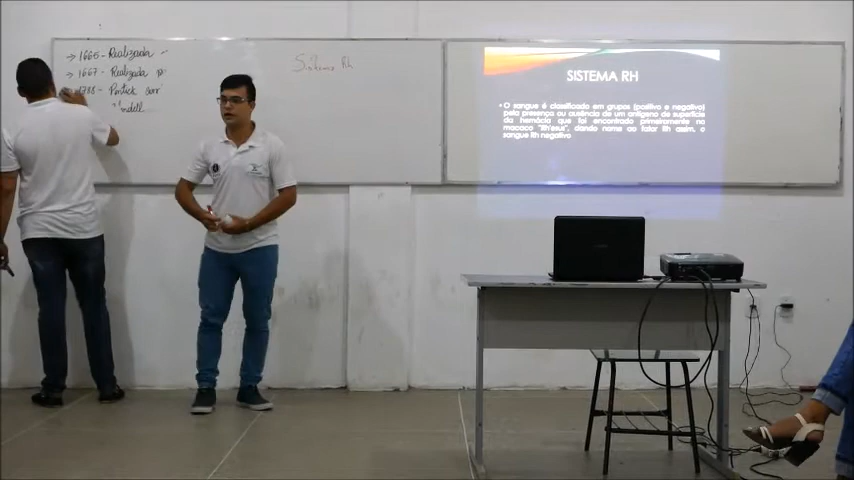 → 1665 - Realizada
→ 1667 - Realizada
1788 -
Sistema Rh
SISTEMA RH
• O sangue é classificado em grupos (positivo e negativo)
pela presença ou ausência de um antígeno de superfície
da hemácia que foi encontrado primeiramente no
macaco "Rhesus", dando nome ao fator Rh assim, o
sangue Rh negativo